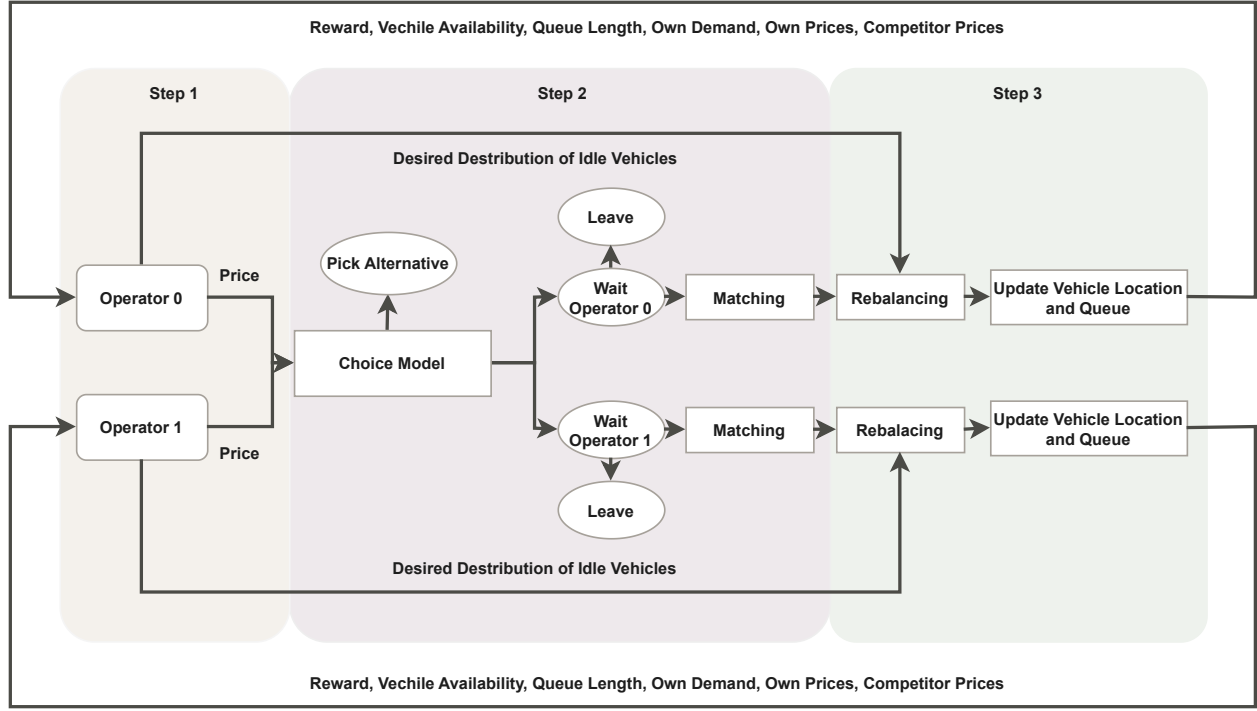 Reward, Vechile Availability, Queue Length, Own Demand, Own Prices, Competitor Prices
Step 1
Step 2
Step 3
Desired Destribution of Idle Vehicles
Leave
Pick Alternative
Price
Operator 0
Wait
Operator 0
Matching
Rebalancing
Update Vehicle Location
and Queue
Choice Model
Operator 1
Price
Wait
Operator 1
Matching
Rebalacing
Update Vehicle Location
and Queue
Leave
Desired Destribution of Idle Vehicles
Reward, Vechile Availability, Queue Length, Own Demand, Own Prices, Competitor Prices